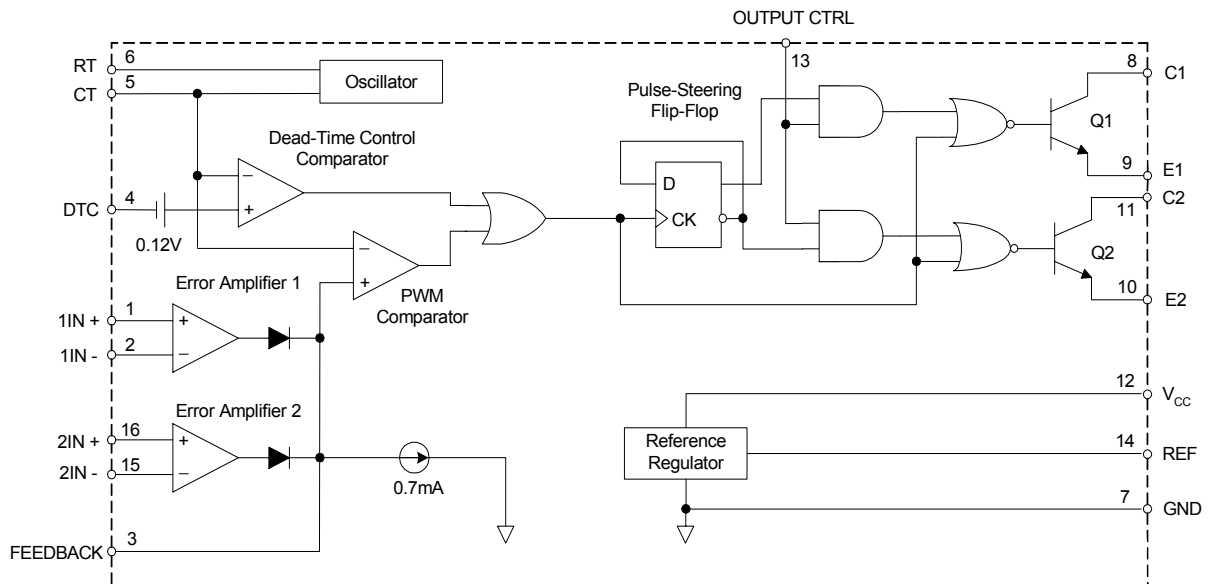 OUTPUT CTRL
13
RT
6
CT
5
Oscillator
Pulse-Steering
Flip-Flop
8
C1
Q1
9
E1
Dead-Time Control
Comparator
DTC
4
0.12V
−
+
D
CK
C2
11
Q2
10
E2
−
+
PWM
Comparator
Error Amplifier 1
1IN +
1
+
1IN -
2
−
Error Amplifier 2
2IN +
16
+
2IN -
15
−
0.7mA
FEEDBACK
3
12
VCC
Reference
Regulator
14
REF
7
GND